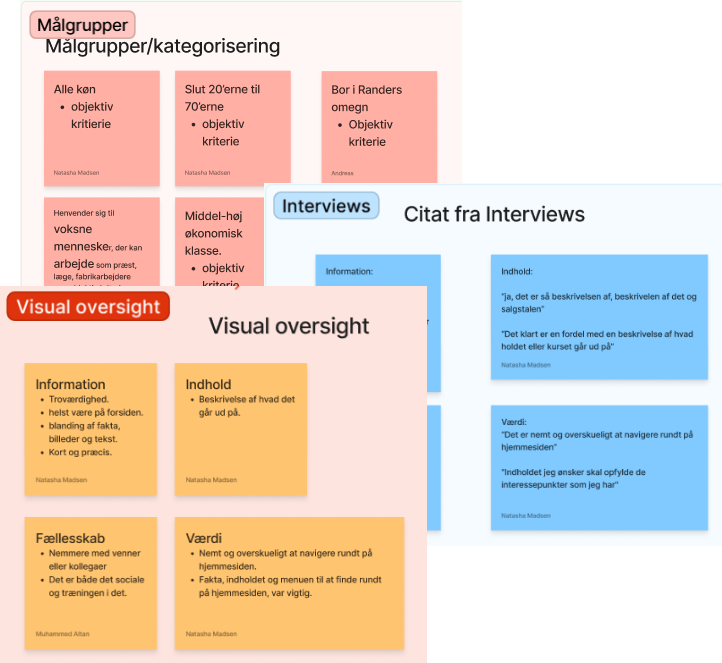 Målgrupper
Målgrupper/kategorisering
Alle køn
• objektiv
kritierie
Natasha Madsen
Slut 20'erne til
70'erne
• objektiv
kriterie
Natasha Madsen
Bor i Randers
omegn
• Objektiv
kriterie
Andreas
Henvender sig til
voksne
mennesker, der kan
arbejde som præst,
læge, fabrikarbejdere
Middel-høj
økonomisk
klasse.
• objektiv
kriterie
Interviews
Citat fra Interviews
Information:
Indhold:
"ja, det er så beskrivelsen af, beskrivelen af det og
salgstalen"
"Det klart er en fordel med en beskrivelse af hvad
holdet eller kurset går ud på"
Natasha Madsen
Værdi:
"Det er nemt og overskueligt at navigere rundt på
hjemmesiden"
"Indholdet jeg ønsker skal opfylde de
interessepunkter som jeg har"
Natasha Madsen
Visual oversight
Visual oversight
Information
• Troværdighed.
• helst være på forsiden.
• blanding af fakta,
billeder og tekst.
• Kort og præcis.
Natasha Madsen
Indhold
• Beskrivelse af hvad det
går ud på.
Natasha Madsen
Fællesskab
• Nemmere med venner
eller kollegaer
• Det er både det sociale
og træningen i det.
Muhammed Altan
Værdi
• Nemt og overskueligt at navigere rundt på
hjemmesiden.
• Fakta, indholdet og menuen til at finde rundt
på hjemmesiden, var vigtig.
Natasha Madsen